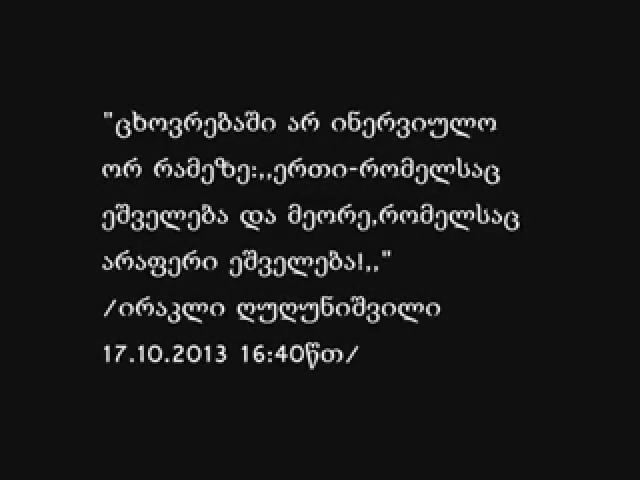 "ცხოვრებაში არ ინერვიულო
ორ რამეზე:,,ერთი-რომელსაც
ეშველება და მეორე,რომელსაც
არაფერი ეშველება!,,"
/ირაკლი ღუღუნიშვილი
17.10.2013 16:40წთ/